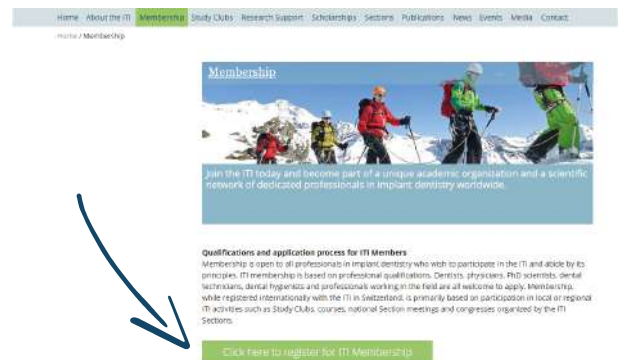 Home About the ITI Membership Study Clubs Research Support Scholarships Sections Publications News Events Media Contact
Home / Membership
Membership
Join the ITI today and become part of a unique academic organization and a scientific
network of dedicated professionals in implant dentistry worldwide.
Qualifications and application process for ITI Members
Membership is open to all professionals in implant dentistry who wish to participate in the ITI and abide by its
principles. ITI membership is based on professional qualifications. Dentists, physicians, PhD scientists, dental
technicians, dental hygienists and professionals working in the field are all welcome to apply. Membership,
while registered internationally with the ITI in Switzerland, is primarily based on participation in local or regional
ITI activities such as Study Clubs, courses, national Section meetings and congresses organized by the ITI
Sections.
Click here to register for ITI Membership